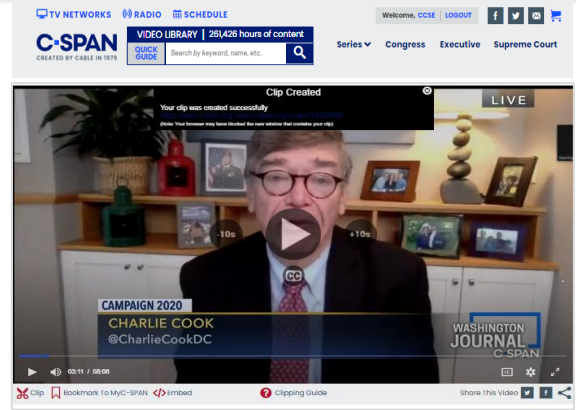 TV NETWORKS RADIO SCHEDULE Welcome, CCSE LOGOUT
C-SPAN
CREATED BY CABLE IN 1979
VIDEO LIBRARY 261,426 hours of content
QUICK GUIDE Search by keyword, name, etc.
Series Congress Executive Supreme Court
Clip Created
Your clip was created successfully
(Note: Your browser may have blocked the new window that contains your clip)
LIVE
-10s +10s
CC
CAMPAIGN 2020
CHARLIE COOK
@CharlieCookDC
WASHINGTON
JOURNAL
C-SPAN
03:11 / 58:08 CC
Clip Bookmark To MyC-SPAN Embed Clipping Guide Share This Video